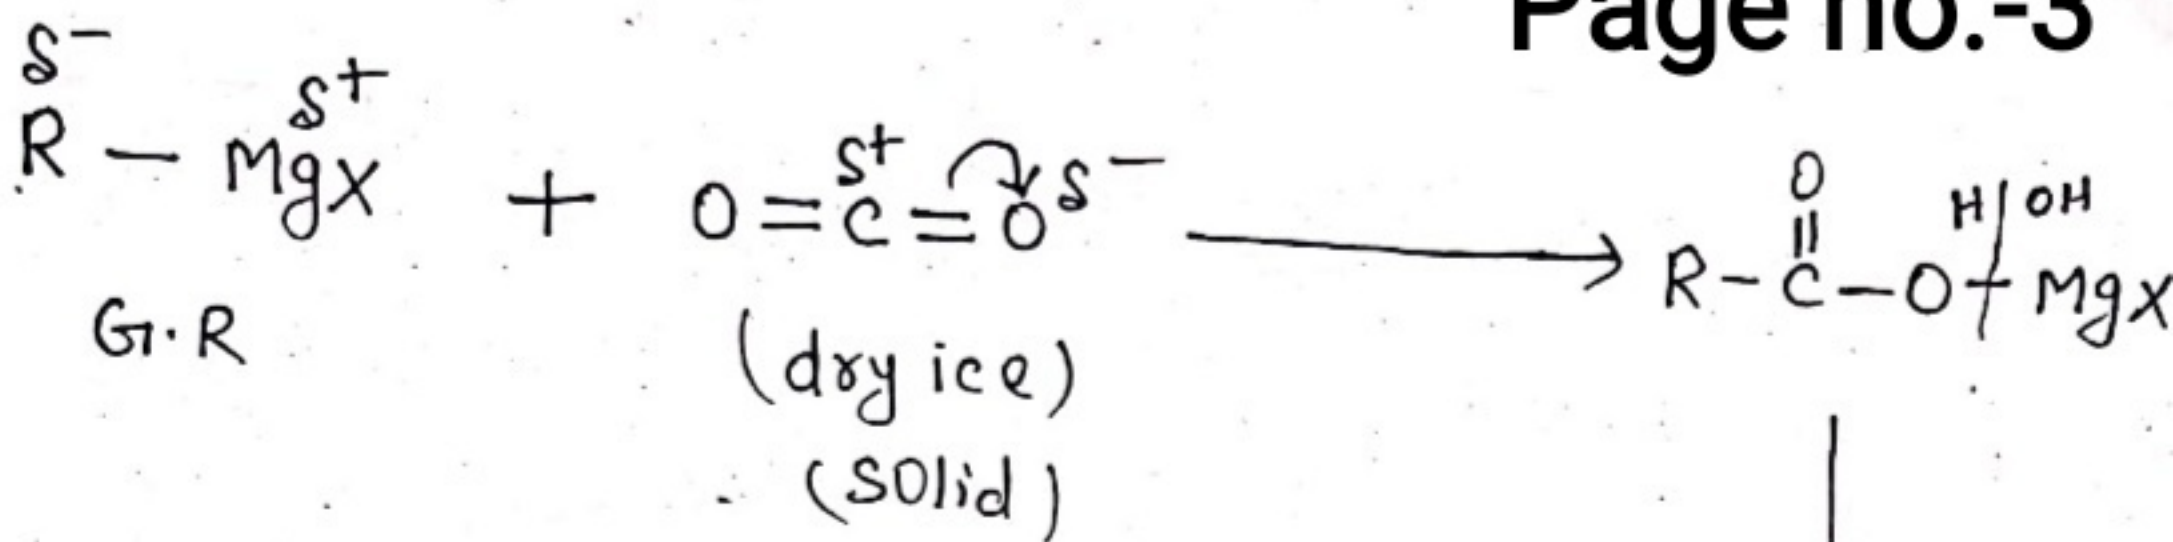 Page no.-3
δ- δ+ δ+ δ-
R - MgX + O=C=O → R-C-O+MgX
O
||
H/OH
G.R
(dry ice)
(solid)